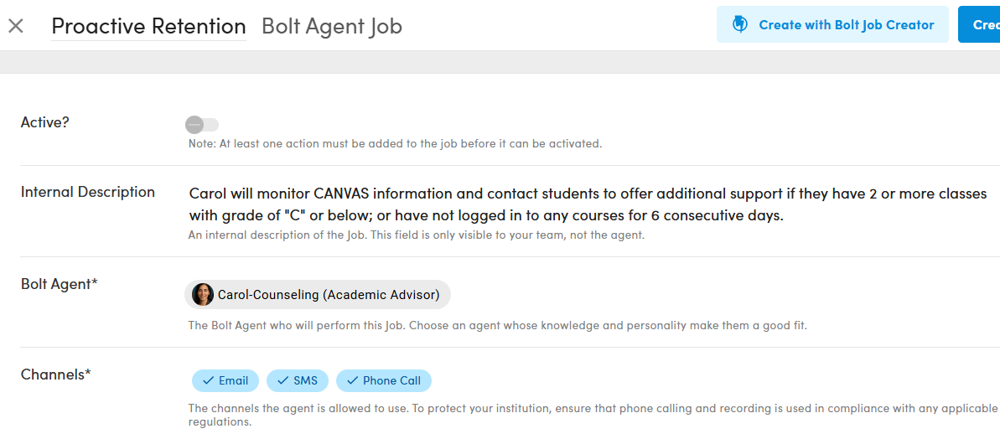 Proactive Retention Bolt Agent Job
Create with Bolt Job Creator
Active?
Note: At least one action must be added to the job before it can be activated.
Internal Description
Carol will monitor CANVAS information and contact students to offer additional support if they have 2 or more classes
with grade of "C" or below; or have not logged in to any courses for 6 consecutive days.
An internal description of the Job. This field is only visible to your team, not the agent.
Bolt Agent*
Carol-Counseling (Academic Advisor)
The Bolt Agent who will perform this Job. Choose an agent whose knowledge and personality make them a good fit.
Channels*
Email SMS Phone Call
The channels the agent is allowed to use. To protect your institution, ensure that phone calling and recording is used in compliance with any applicable
regulations.